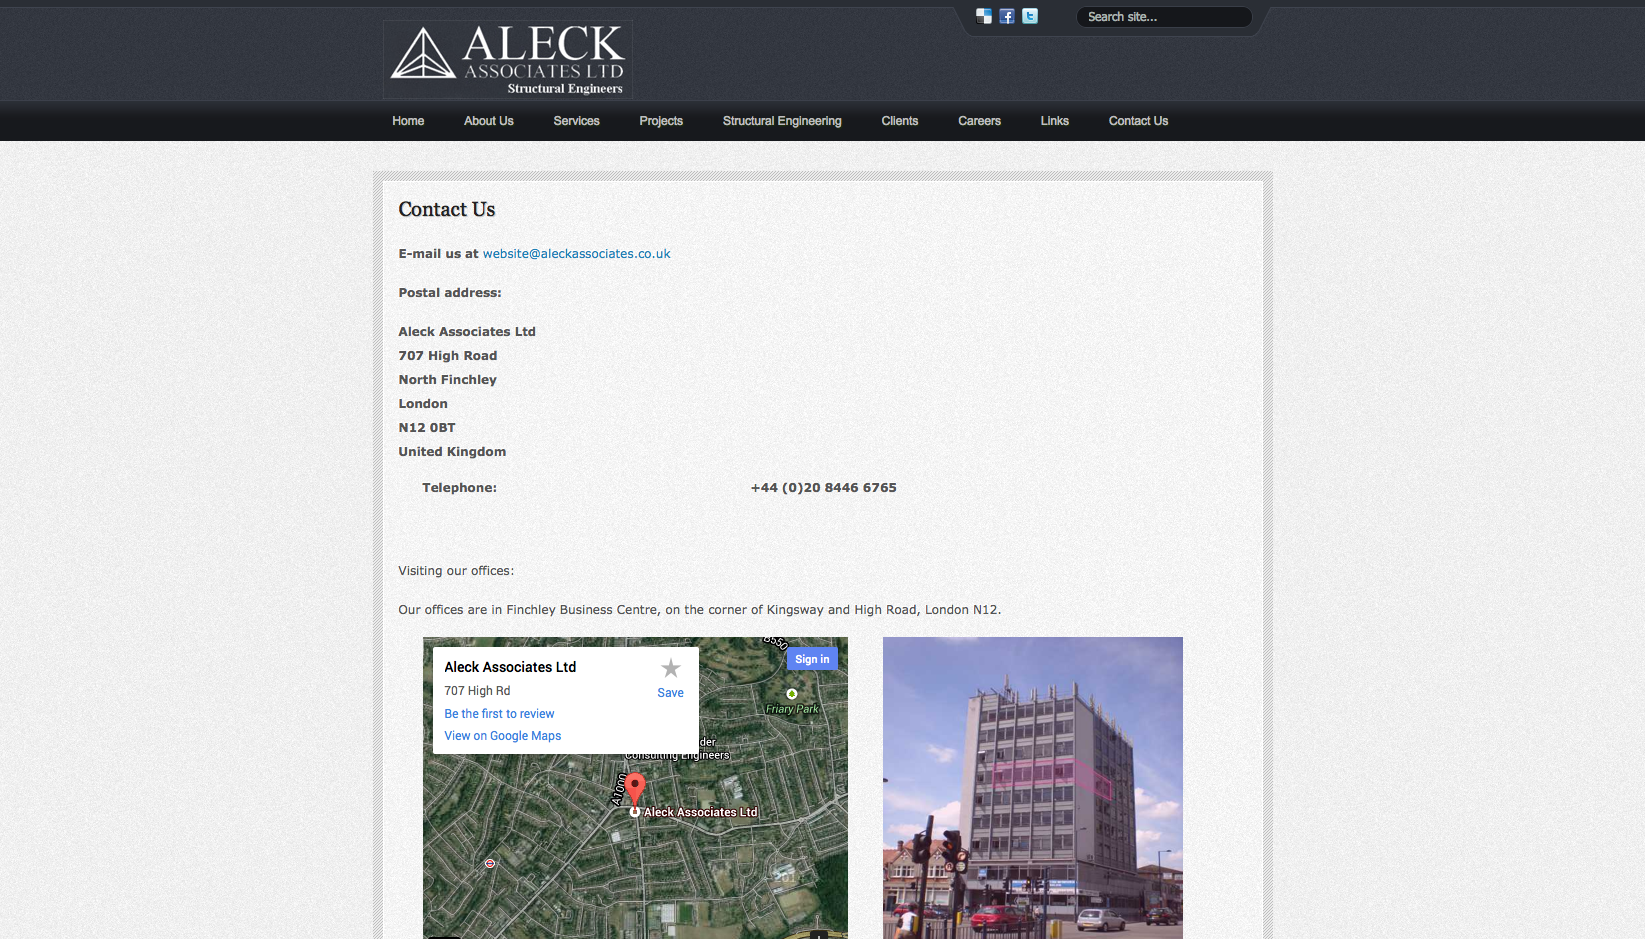 Search site...
ALECK
ASSOCIATES LTD
Structural Engineers
Home About Us Services Projects Structural Engineering Clients Careers Links Contact Us
Contact Us
E-mail us at website@aleckassociates.co.uk
Postal address:
Aleck Associates Ltd
707 High Road
North Finchley
London
N12 0BT
United Kingdom
Telephone: +44 (0)20 8446 6765
Visiting our offices:
Our offices are in Finchley Business Centre, on the corner of Kingsway and High Road, London N12.
B550
Sign in
Aleck Associates Ltd
707 High Rd
Save
Be the first to review
View on Google Maps
Friary Park
der
Consulting Engineers
A1000
Aleck Associates Ltd